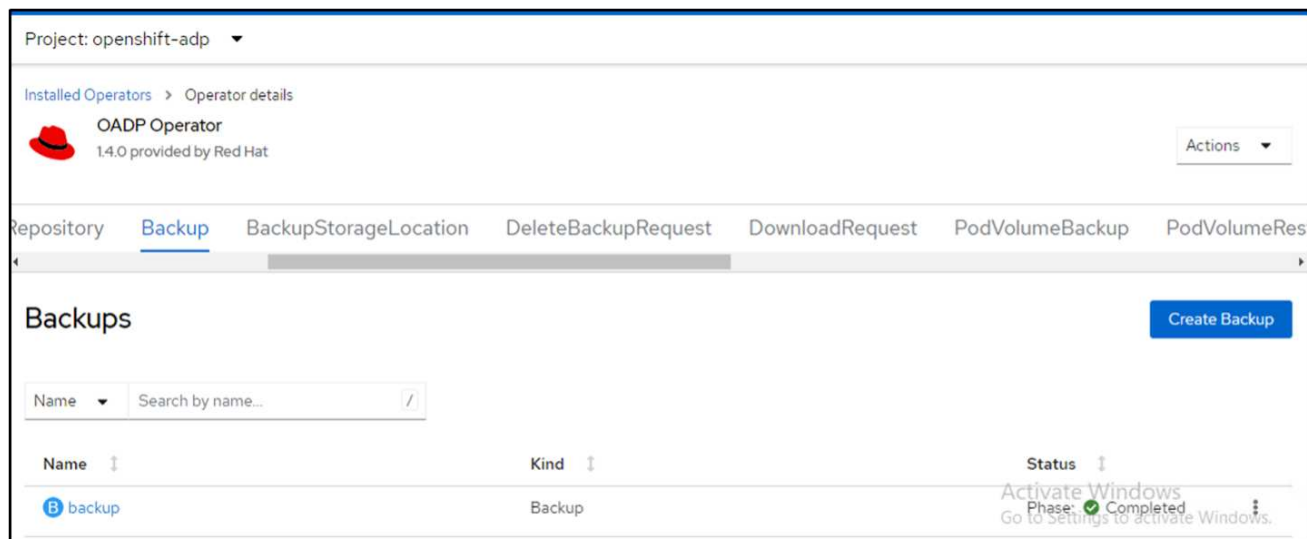 Project: openshift-adp
Installed Operators > Operator details
OADP Operator
1.4.0 provided by Red Hat
Actions
Repository Backup BackupStorageLocation DeleteBackupRequest DownloadRequest PodVolumeBackup PodVolumeRes
Backups
Create Backup
Name Search by name... /
Name Kind Status
B backup Backup Phase: Completed
Activate Windows
Go to Settings to activate Windows.